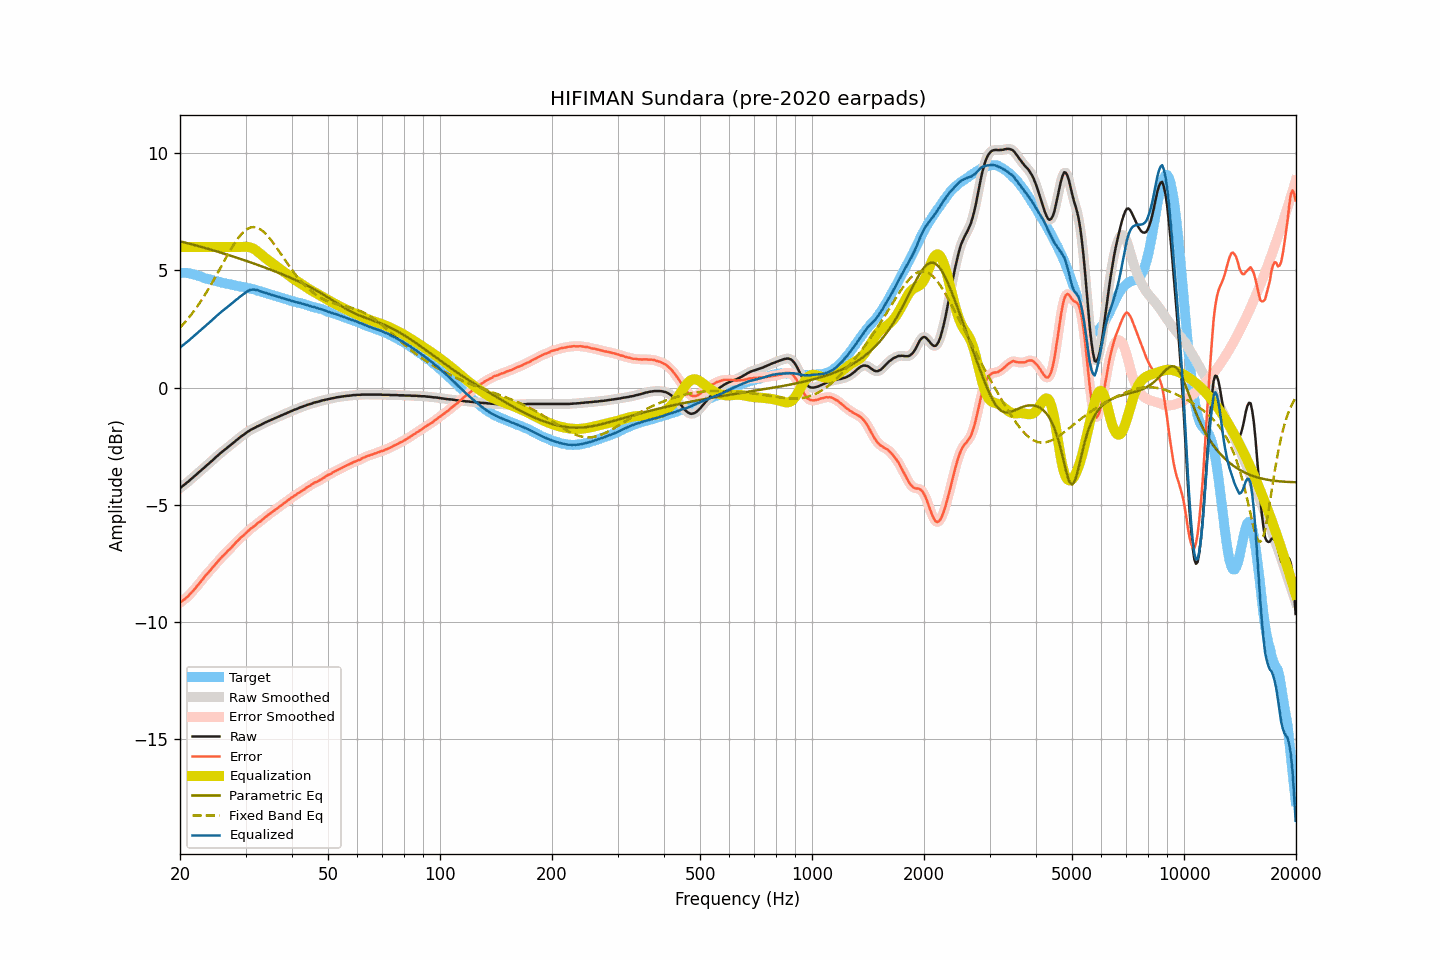 HIFIMAN Sundara (pre-2020 earpads)
10
5
0
−5
−10
−15
Amplitude (dBr)
Target
Raw Smoothed
Error Smoothed
Raw
Error
Equalization
Parametric Eq
Fixed Band Eq
Equalized
20 50 100 200 500 1000 2000 5000 10000 20000
Frequency (Hz)